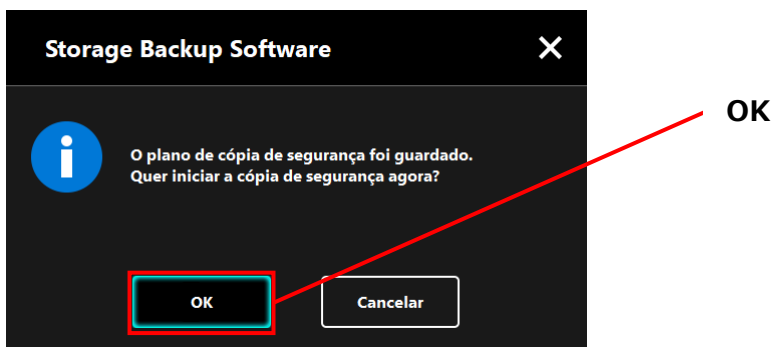 Storage Backup Software
OK
O plano de cópia de segurança foi guardado.
Quer iniciar a cópia de segurança agora?
OK
Cancelar